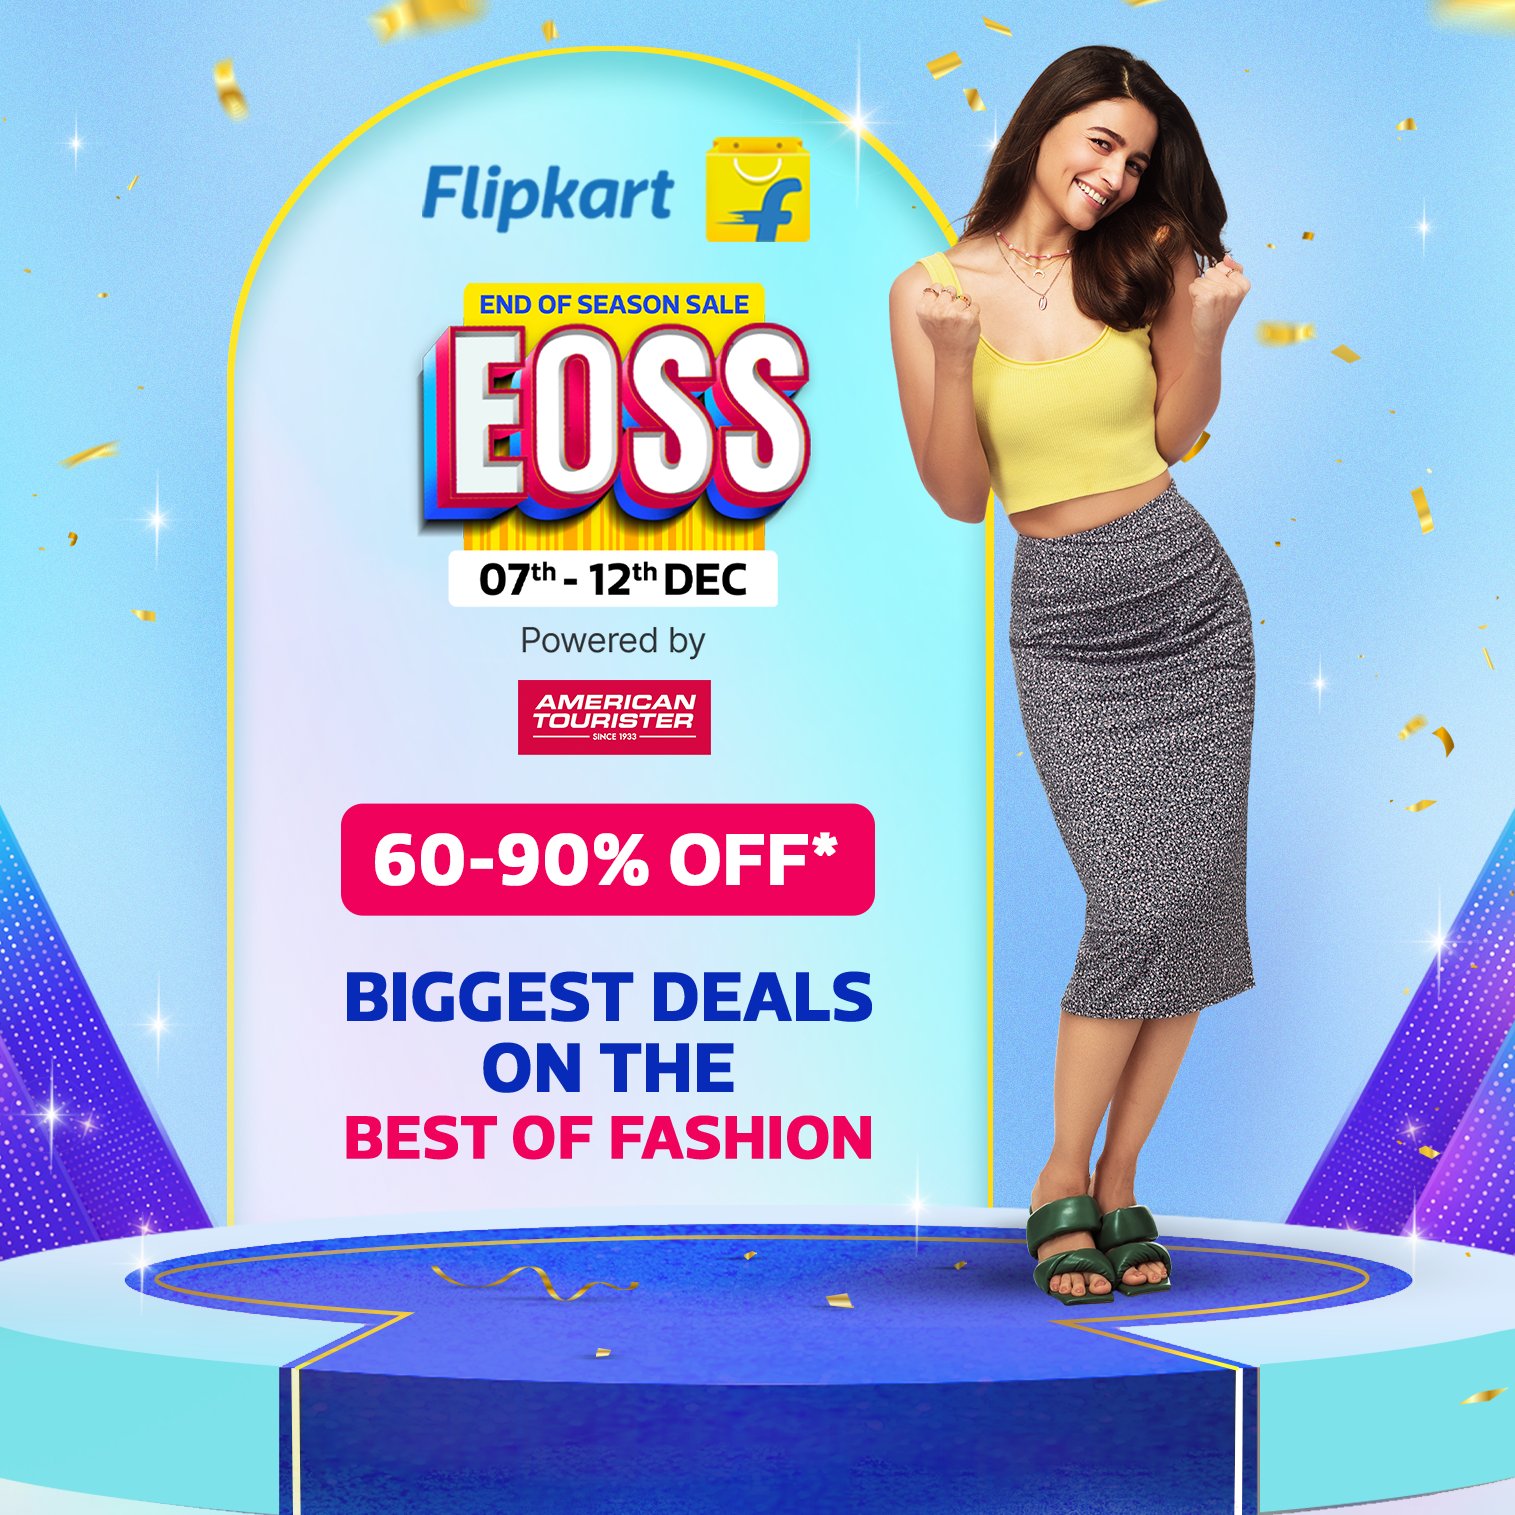 Flipkart
END OF SEASON SALE
EOSS
07th - 12th DEC
Powered by
AMERICAN
TOURISTER
SINCE 1933
60-90% OFF*
BIGGEST DEALS
ON THE
BEST OF FASHION